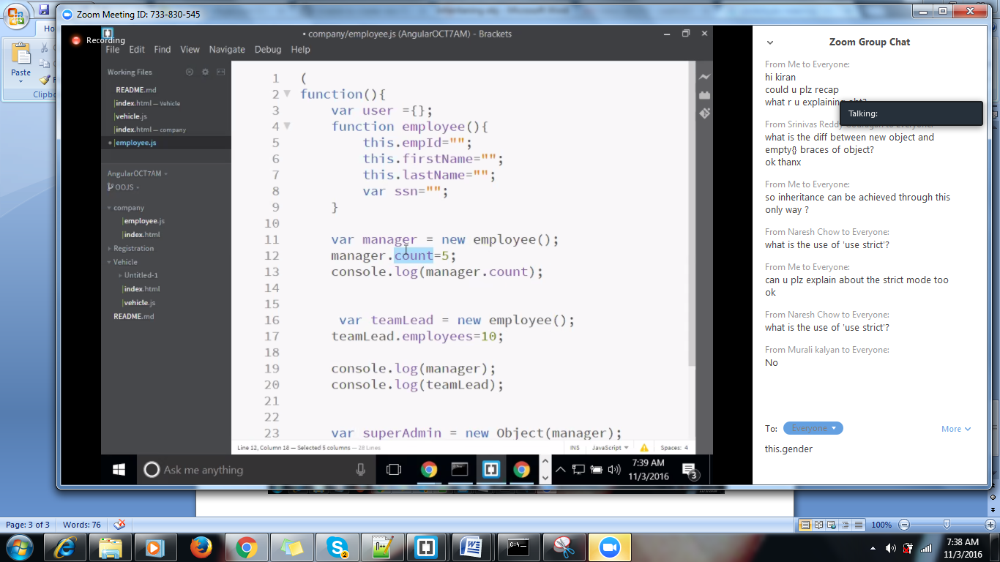 Zoom Meeting ID: 733-830-545
Ho
Paste
Clipbo
Recording
• company/employee.js (AngularOCT7AM) - Brackets
File Edit Find View Navigate Debug Help
Working Files
README.md
index.html — Vehicle
vehicle.js
index.html — company
• employee.js
AngularOCT7AM
OOJS
company
employee.js
index.html
Registration
Vehicle
Untitled-1
index.html
vehicle.js
README.md
1 (
2 function(){
3 var user ={};
4 function employee(){
5 this.empId="";
6 this.firstName="";
7 this.lastName="";
8 var ssn="";
9 }
10
11 var manager = new employee();
12 manager.count=5;
13 console.log(manager.count);
14
15
16 var teamLead = new employee();
17 teamLead.employees=10;
18
19 console.log(manager);
20 console.log(teamLead);
21
22
23 var superAdmin = new Object(manager);
Line 12, Column 18 — Selected 5 columns — 28 Lines
INS JavaScript Spaces: 4
Ask me anything
7:39 AM
11/3/2016
3
Zoom Group Chat
From Me to Everyone:
hi kiran
could u plz recap
what r u explaining
Talking:
From Srinivas Reddy
what is the diff between new object and
empty{} braces of object?
ok thanx
From Me to Everyone:
so inheritance can be achieved through this
only way ?
From Naresh Chow to Everyone:
what is the use of 'use strict'?
From Me to Everyone:
can u plz explain about the strict mode too
ok
From Naresh Chow to Everyone:
what is the use of 'use strict'?
From Murali kalyan to Everyone:
No
To: Everyone More
this.gender
Page: 3 of 3 Words: 76 100%
2
7:38 AM
11/3/2016